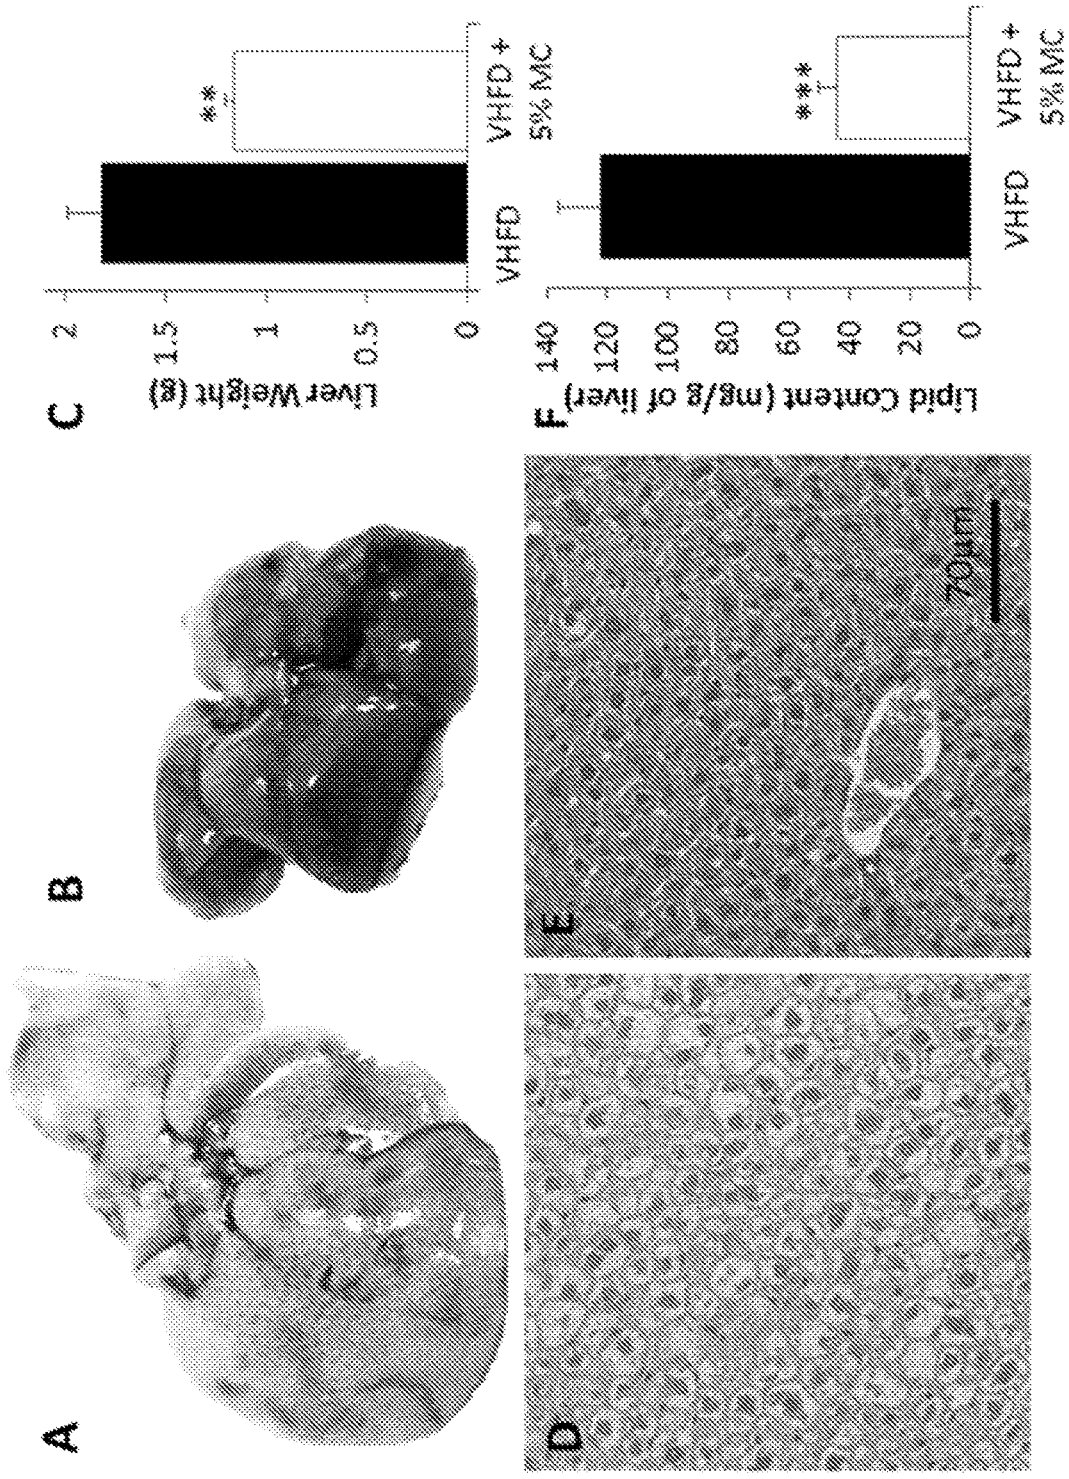 A
B
C
Liver Weight (g)
2
1.5
1
0.5
0
**
VHFD
VHFD +
5% MC
D
E
70µm
F
Lipid Content (mg/g of liver)
140
120
100
80
60
40
20
0
***
VHFD
VHFD +
5% MC